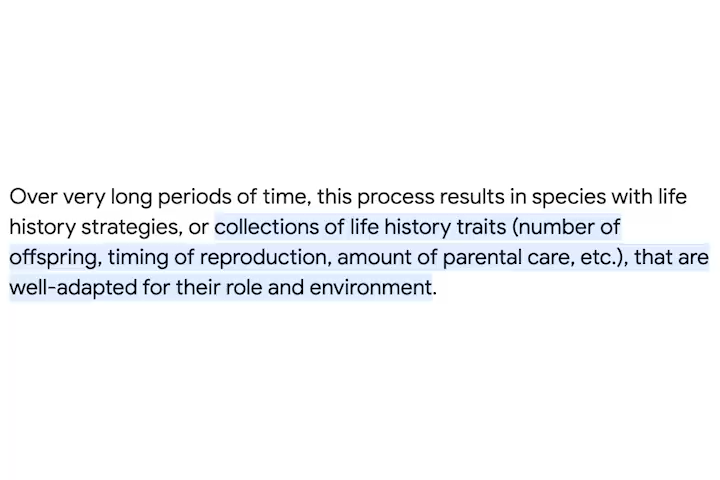 Over very long periods of time, this process results in species with life
history strategies, or collections of life history traits (number of
offspring, timing of reproduction, amount of parental care, etc.), that are
well-adapted for their role and environment.